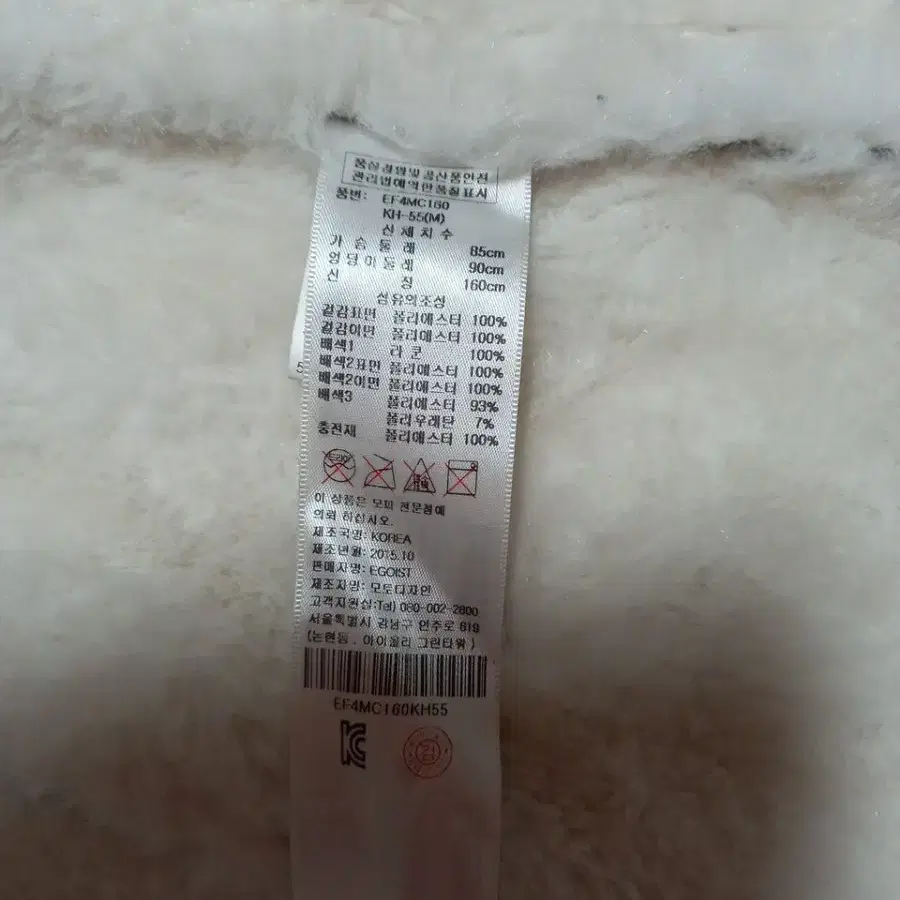 품질경영및공산품안전
관리법에의한품질표시
품번: EF4MC160
KH-55(M)
신체치수
가슴둘레 85cm
엉덩이둘레 90cm
신장 160cm
섬유의조성
겉감표면 폴리에스터 100%
겉감이면 폴리에스터 100%
배색1 라쿤 100%
배색2표면 폴리에스터 100%
배색2이면 폴리에스터 100%
배색3 폴리에스터 93%
폴리우레탄 7%
충전재 폴리에스터 100%
이 상품은 모피 전문점에
의뢰 하십시오.
제조국명: KOREA
제조년월: 2015.10
판매자명: EGOIST
제조자명: 모토디자인
고객지원실:Tel) 080-002-2800
서울특별시 강남구 언주로 619
(논현동, 아이올리 그린타워)
EF4MC160KH55
KC
검
5